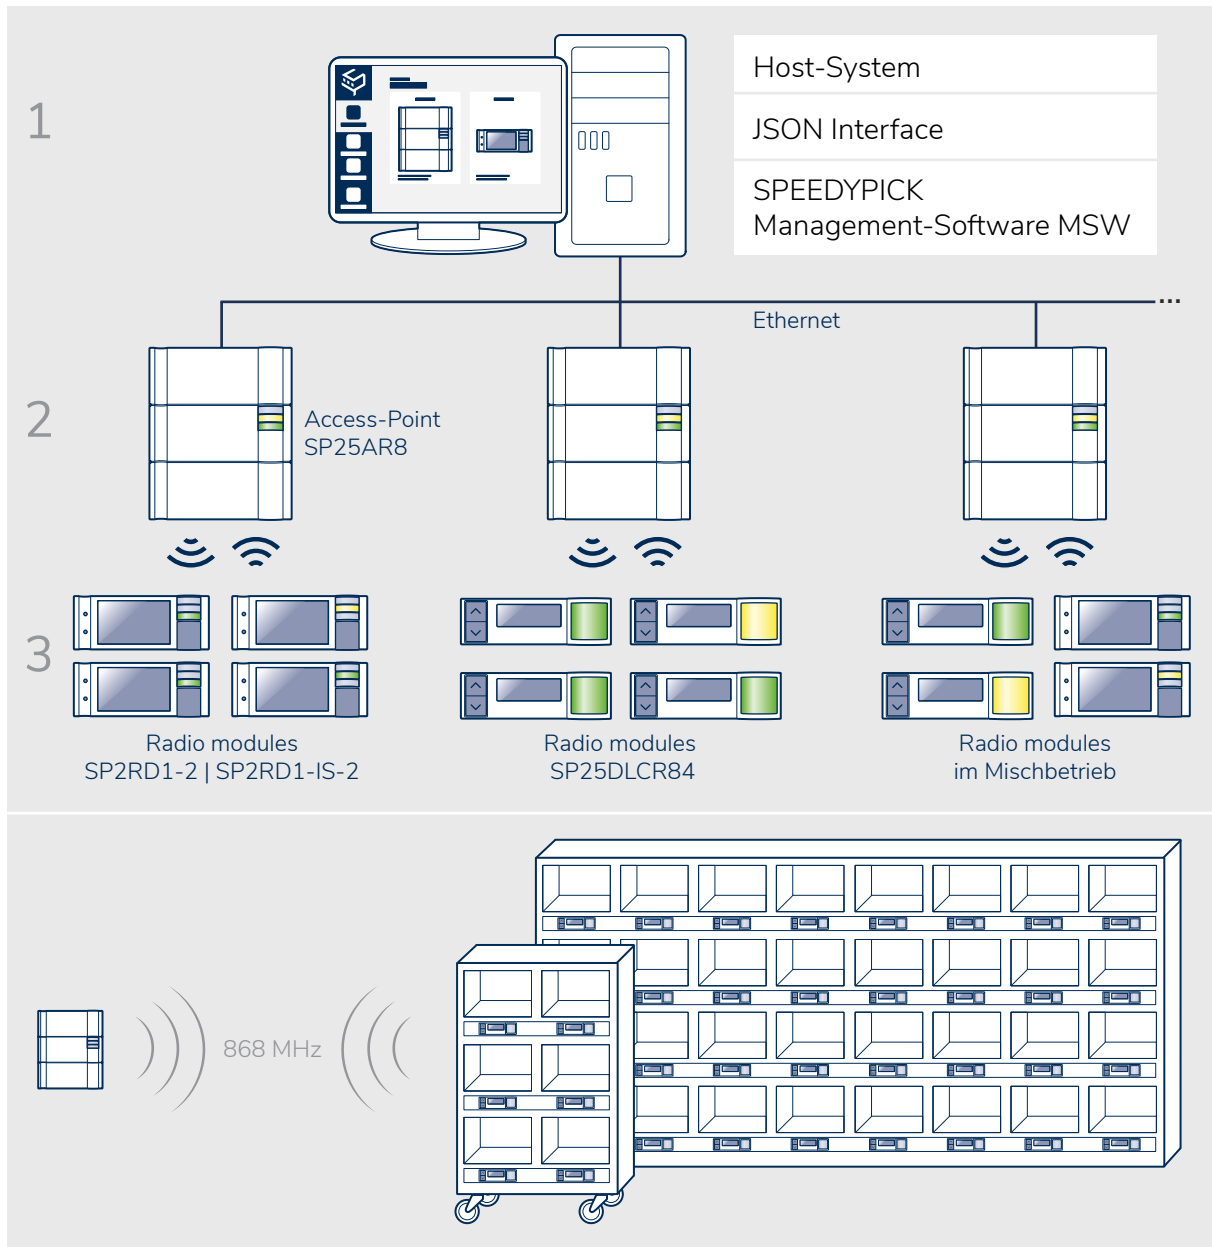 1
Host-System
JSON Interface
SPEEDYPICK
Management-Software MSW
...
Ethernet
2
Access-Point
SP25AR8
3
Radio modules
SP2RD1-2 | SP2RD1-IS-2
Radio modules
SP25DLCR84
Radio modules
im Mischbetrieb
868 MHz